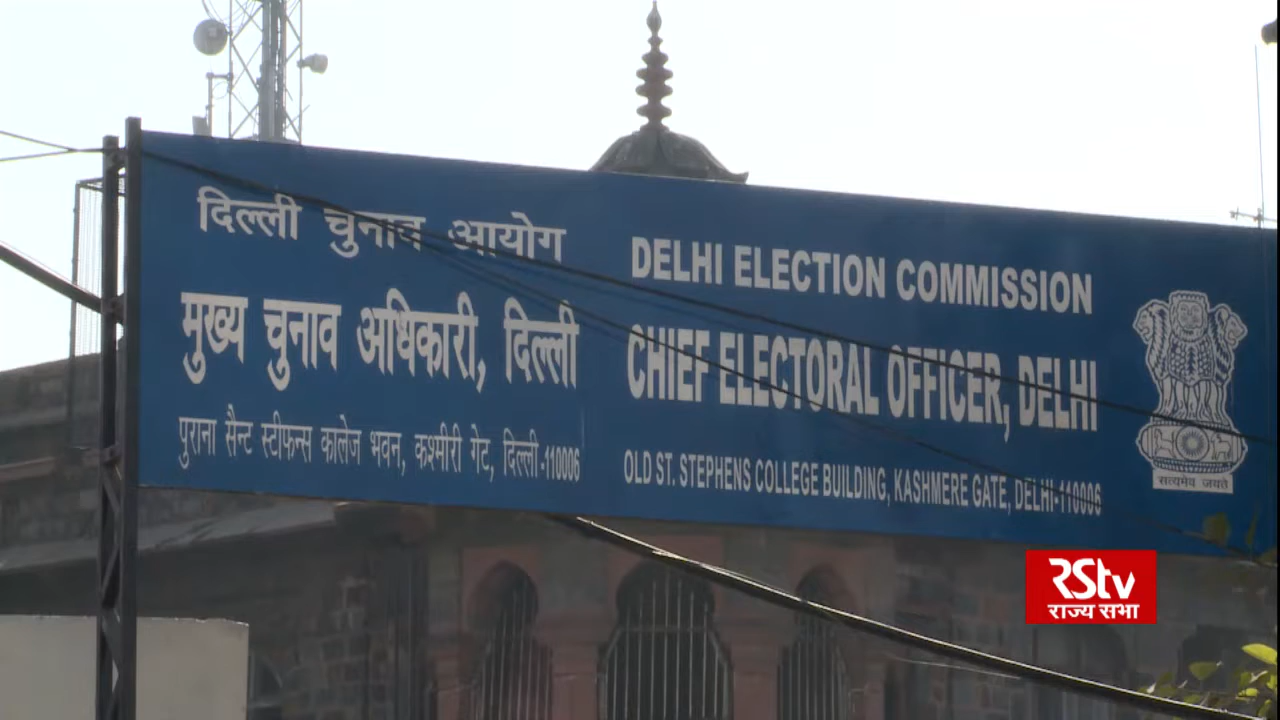 दिल्ली चुनाव आयोग
मुख्य चुनाव अधिकारी, दिल्ली
पुराना सैन्ट स्टीफन्स कालेज भवन, कश्मीरी गेट, दिल्ली-110006
DELHI ELECTION COMMISSION
CHIEF ELECTORAL OFFICER, DELHI
OLD ST. STEPHENS COLLEGE BUILDING, KASHMERE GATE, DELHI-110006
सत्यमेव जयते
RSTV
राज्य सभा